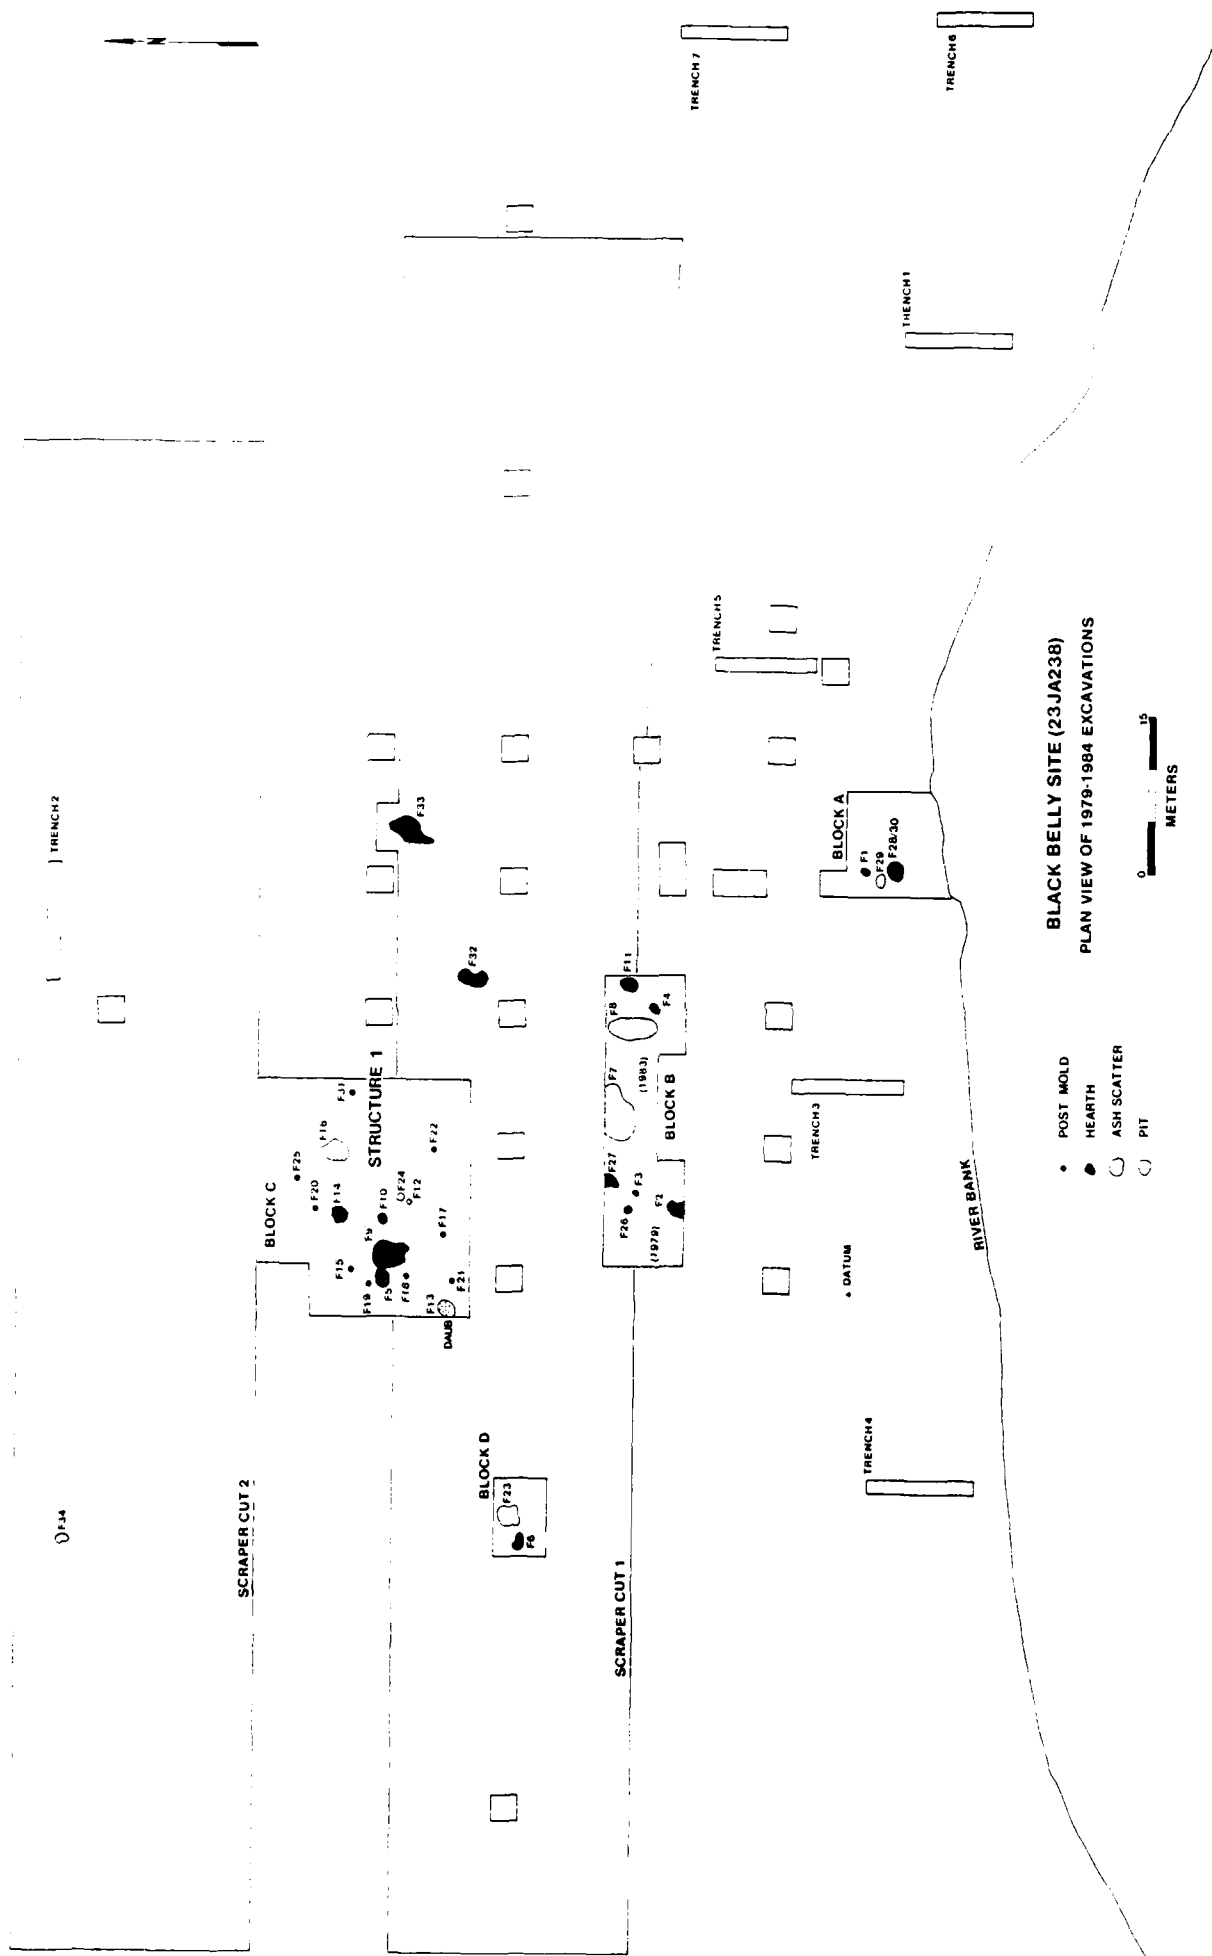 N
F34
TRENCH 2
SCRAPER CUT 2
BLOCK C
F25
F20
F16
F14
F15
F31
STRUCTURE 1
F19
F9
F10
F5
F18
F24
F12
F22
F13
F21
F17
DAUB
F33
F32
BLOCK D
F23
F6
SCRAPER CUT 1
F27
F7
F8
F11
F26
F3
F4
(1979)
F2
(1983)
BLOCK B
TRENCH 7
TRENCH 6
TRENCH 1
TRENCH 5
TRENCH 3
BLOCK A
F1
F29
F28/30
DATUM
TRENCH 4
RIVER BANK
BLACK BELLY SITE (23JA238)
PLAN VIEW OF 1979-1984 EXCAVATIONS
POST MOLD
HEARTH
ASH SCATTER
PIT
0 15
METERS